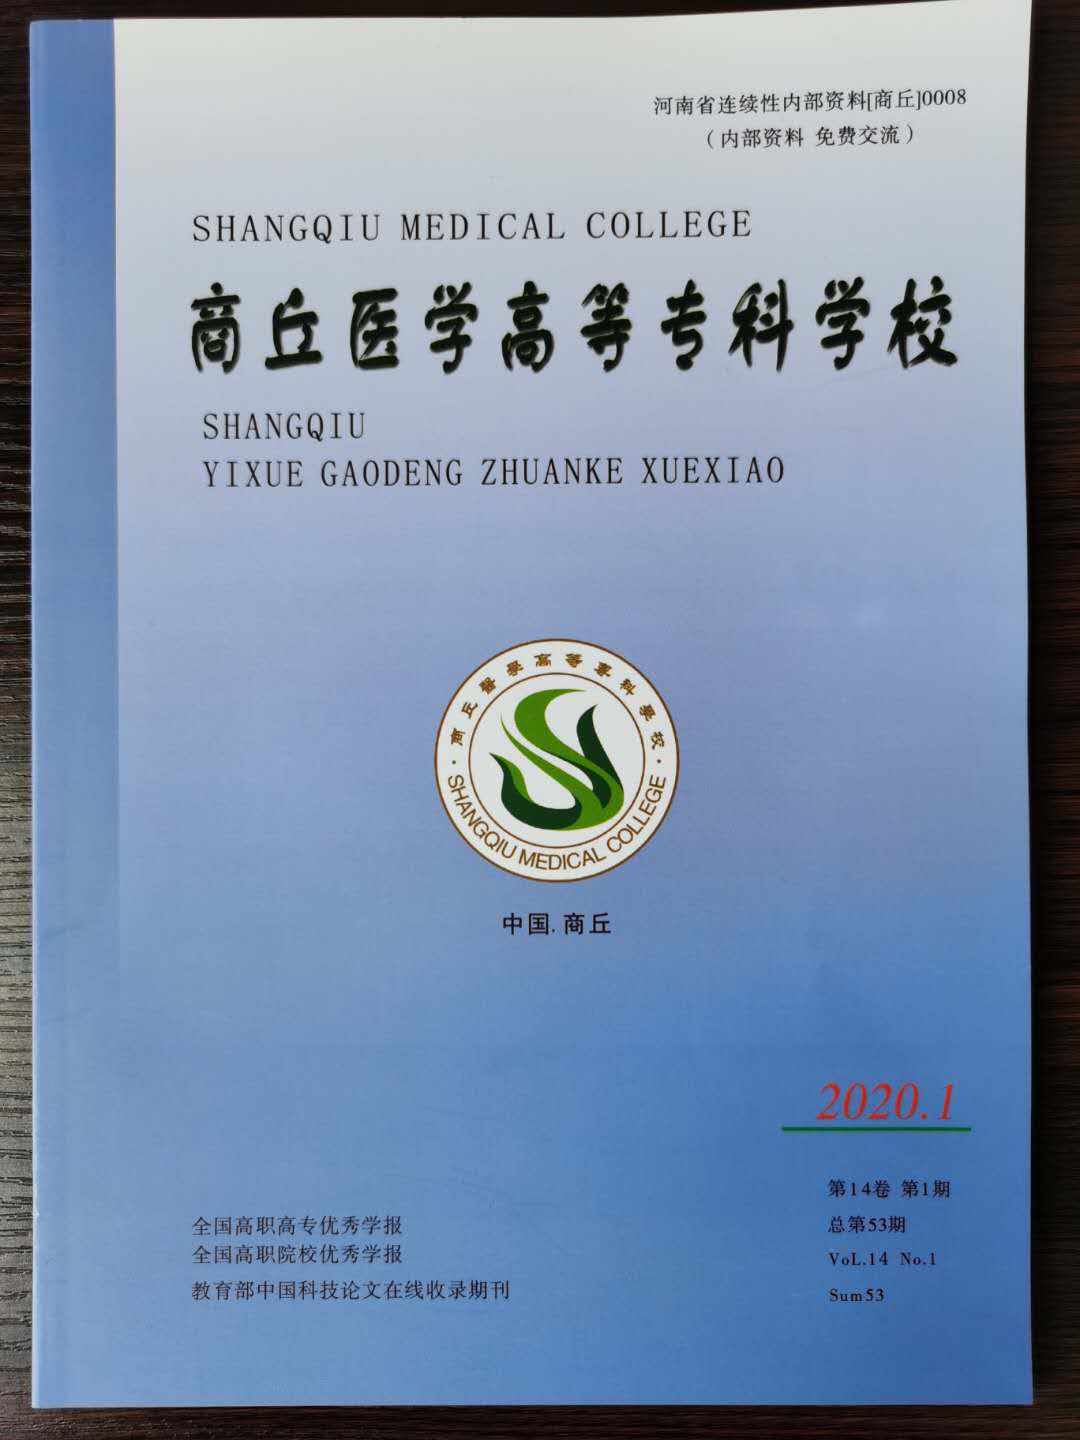 河南省连续性内部资料[商丘]0008
（内部资料 免费交流）
SHANGQIU MEDICAL COLLEGE
商丘医学高等专科学校
SHANGQIU
YIXUE GAODENG ZHUANKE XUEXIAO
·商丘醫學高等專科學校·
SHANGQIU MEDICAL COLLEGE
中国.商丘
2020.1
第14卷 第1期
总第53期
VoL.14 No.1
Sum53
全国高职高专优秀学报
全国高职院校优秀学报
教育部中国科技论文在线收录期刊